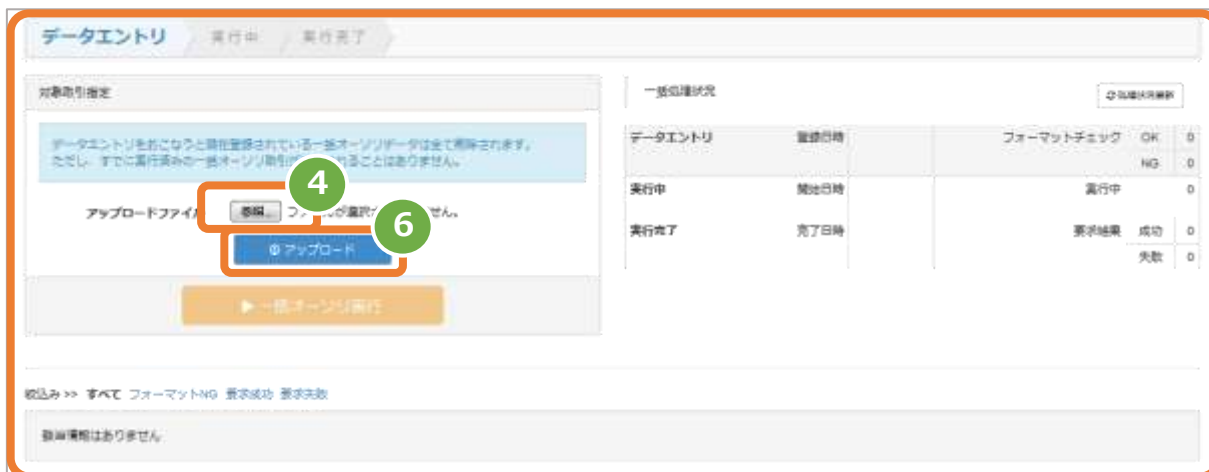 データエントリ 実行中 実行完了
対象取引指定
データエントリをおこなうと現在登録されている一括オーソリデータは全て削除されます。
ただし、すでに実行済みの一括オーソリ取引が
れることはありません。
4
アップロードファイル 参照... ファ
が選択
せん。
6
アップロード
▶ 一括オーソリ実行
一括処理状況
処理状況更新
データエントリ 登録日時 フォーマットチェック OK 0
NG 0
実行中 開始日時 実行中 0
実行完了 完了日時 要求結果 成功 0
失敗 0
絞込み >> すべて フォーマットNG 要求成功 要求失敗
該当情報はありません